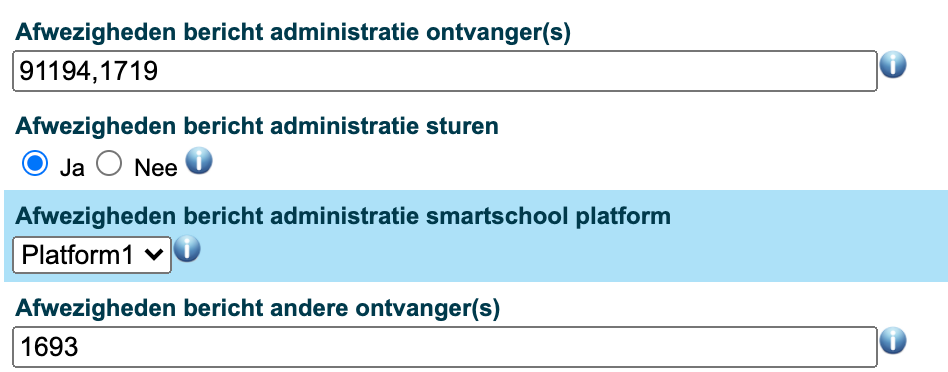 Afwezigheden bericht administratie ontvanger(s)
91194,1719
Afwezigheden bericht administratie sturen
Ja Nee
Afwezigheden bericht administratie smartschool platform
Platform1
Afwezigheden bericht andere ontvanger(s)
1693